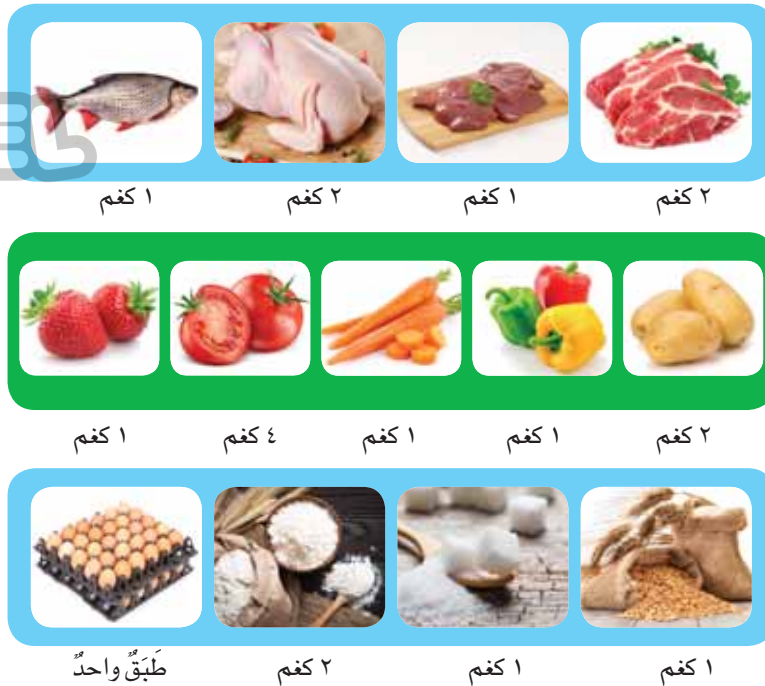 ٢ كغم ١ كغم ٢ كغم ١ كغم
٢ كغم ١ كغم ١ كغم ٤ كغم ١ كغم
١ كغم ١ كغم ٢ كغم طَبَقٌ واحدٌ